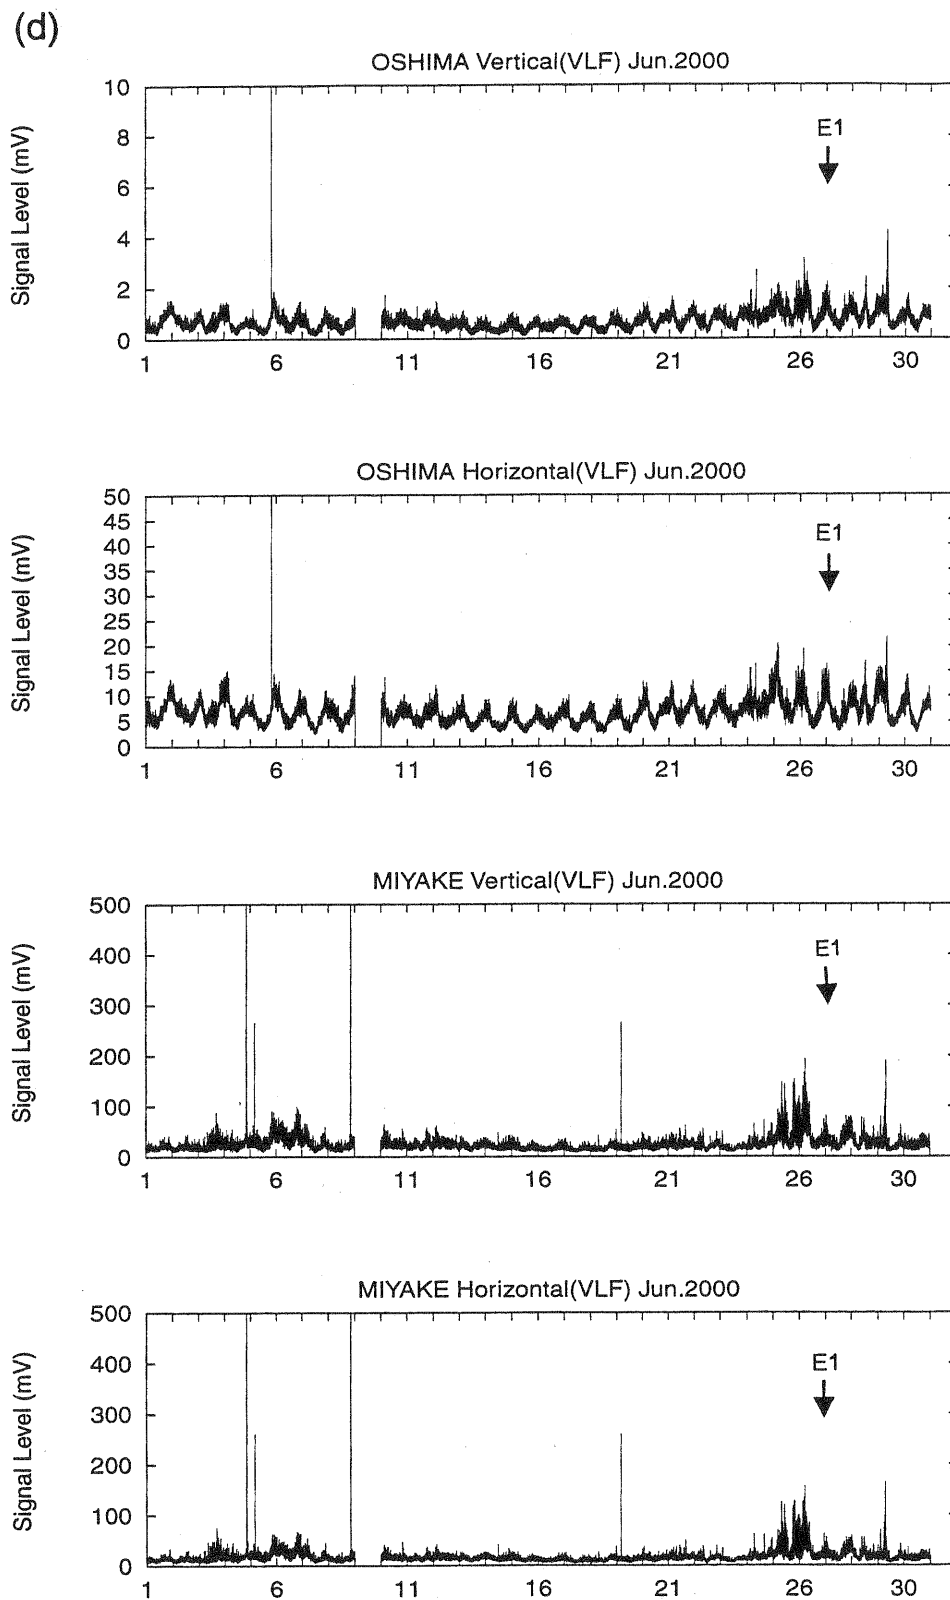 (d)
OSHIMA Vertical(VLF) Jun.2000
Signal Level (mV)
10
8
6
4
2
0
E1
1 6 11 16 21 26 30
OSHIMA Horizontal(VLF) Jun.2000
Signal Level (mV)
50
45
40
35
30
25
20
15
10
5
0
E1
1 6 11 16 21 26 30
MIYAKE Vertical(VLF) Jun.2000
Signal Level (mV)
500
400
300
200
100
0
E1
1 6 11 16 21 26 30
MIYAKE Horizontal(VLF) Jun.2000
Signal Level (mV)
500
400
300
200
100
0
E1
1 6 11 16 21 26 30